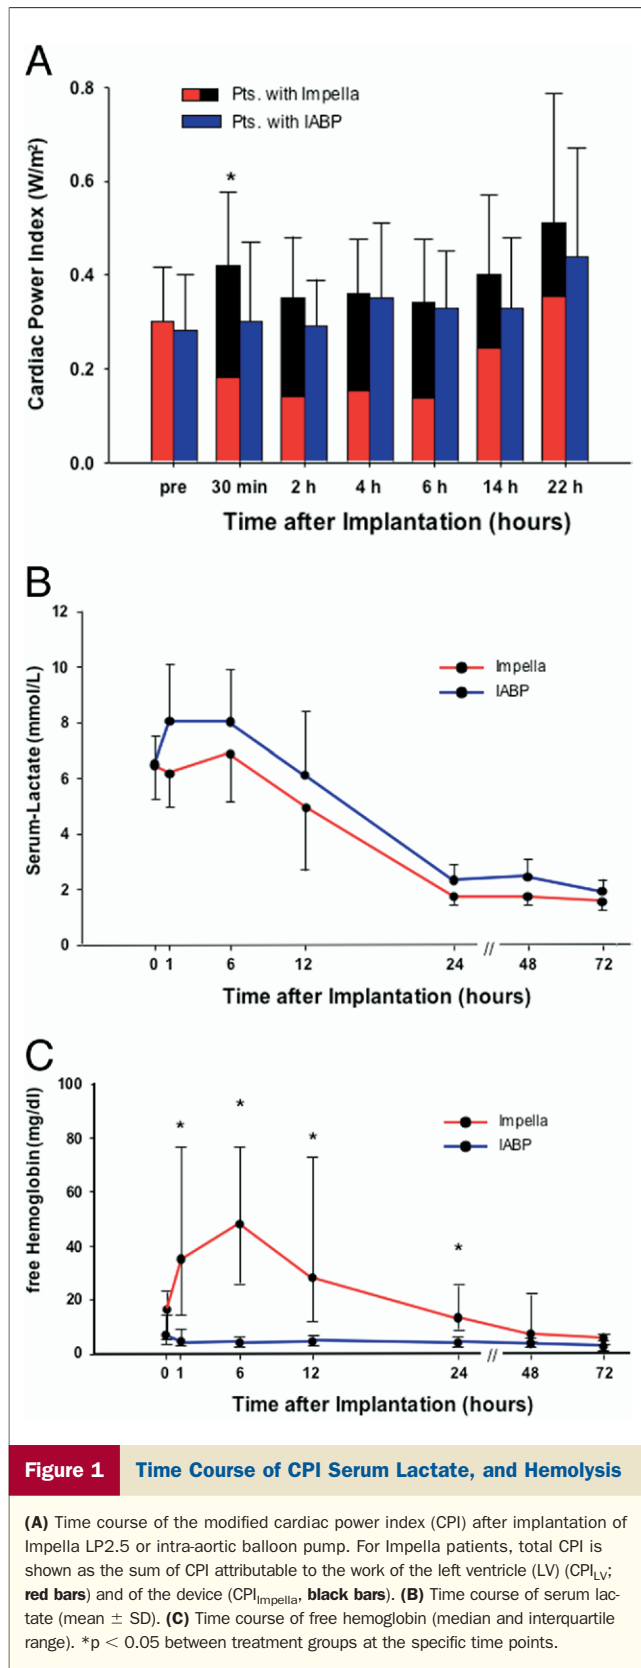 A
Pts. with Impella
Pts. with IABP
*
Cardiac Power Index (W/m²)
0.8
0.6
0.4
0.2
0.0
pre 30 min 2 h 4 h 6 h 14 h 22 h
Time after Implantation (hours)
B
Impella
IABP
Serum-Lactate (mmol/L)
12
10
8
6
4
2
0
0 1 6 12 24 // 48 72
Time after Implantation (hours)
C
Impella
IABP
* * * *
free Hemoglobin (mg/dl)
100
80
60
40
20
0
0 1 6 12 24 // 48 72
Time after Implantation (hours)
Figure 1 Time Course of CPI Serum Lactate, and Hemolysis
(A) Time course of the modified cardiac power index (CPI) after implantation of
Impella LP2.5 or intra-aortic balloon pump. For Impella patients, total CPI is
shown as the sum of CPI attributable to the work of the left ventricle (LV) (CPI_LV;
red bars) and of the device (CPI_Impella, black bars). (B) Time course of serum lac-
tate (mean ± SD). (C) Time course of free hemoglobin (median and interquartile
range). *p < 0.05 between treatment groups at the specific time points.